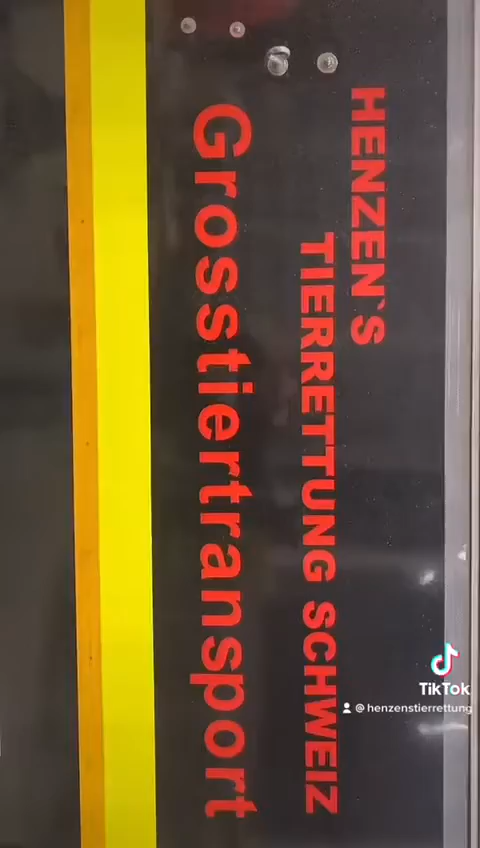 HENZEN'S
TIERRETTUNG SCHWEIZ
Grosstiertransport
TikTok
@henzenstierrettung